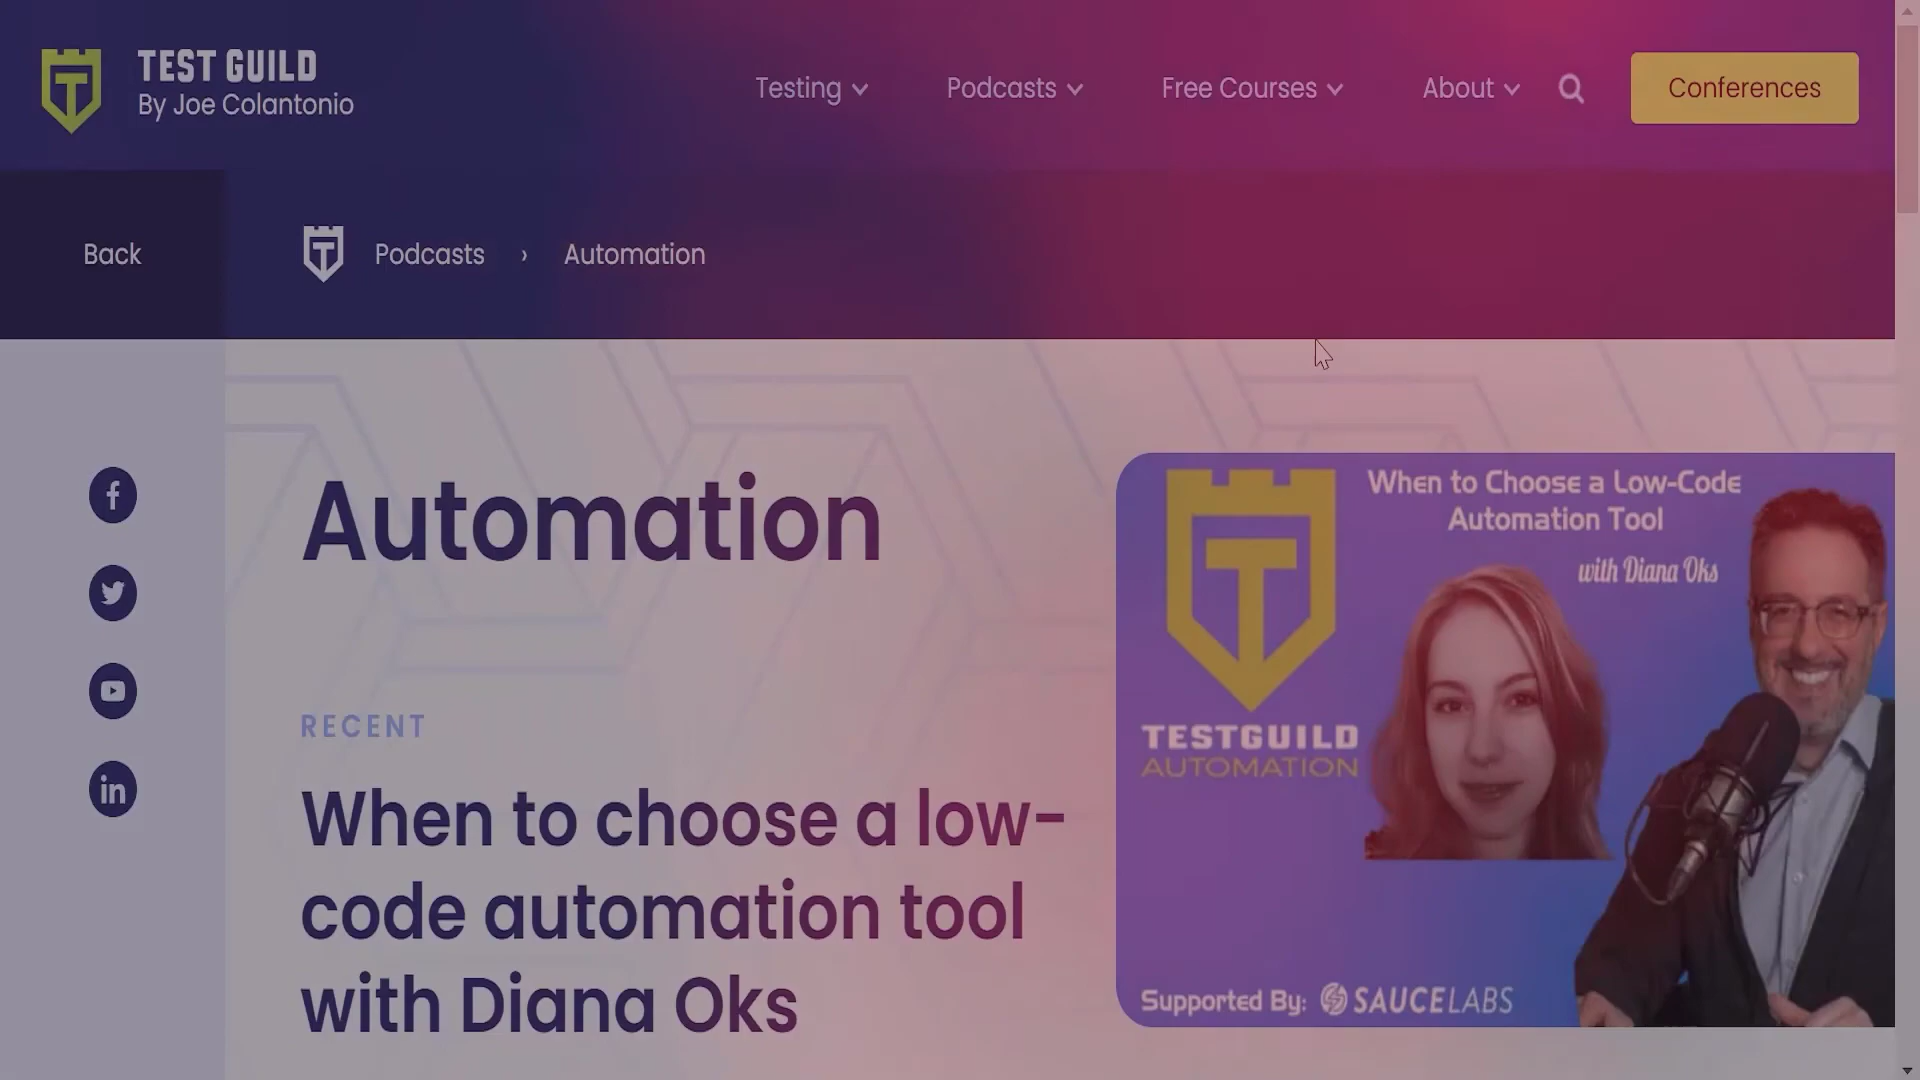 TEST GUILD
By Joe Colantonio
Testing
Podcasts
Free Courses
About
Conferences
Back
Podcasts › Automation
Automation
RECENT
When to choose a low-
code automation tool
with Diana Oks
When to Choose a Low-Code
Automation Tool
with Diana Oks
T
TESTGUILD
AUTOMATION
Supported By: SAUCELABS